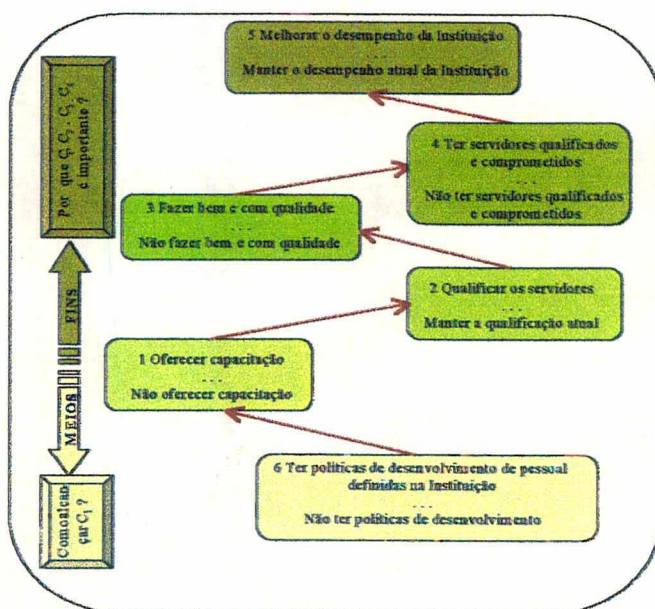 5 Melhorar o desempenho da Instituição
...
Manter o desempenho atual da Instituição
Por que C₁ C₂ . C₃ C₄
é importante ?
4 Ter servidores qualificados
e comprometidos
...
Não ter servidores qualificados
e comprometidos
3 Fazer bem e com qualidade
...
Não fazer bem e com qualidade
FINS
MEIOS
2 Qualificar os servidores
...
Manter a qualificação atual
1 Oferecer capacitação
...
Não oferecer capacitação
6 Ter políticas de desenvolvimento de pessoal
definidas na Instituição
...
Não ter políticas de desenvolvimento
Comoalcan
çar C₁ ?